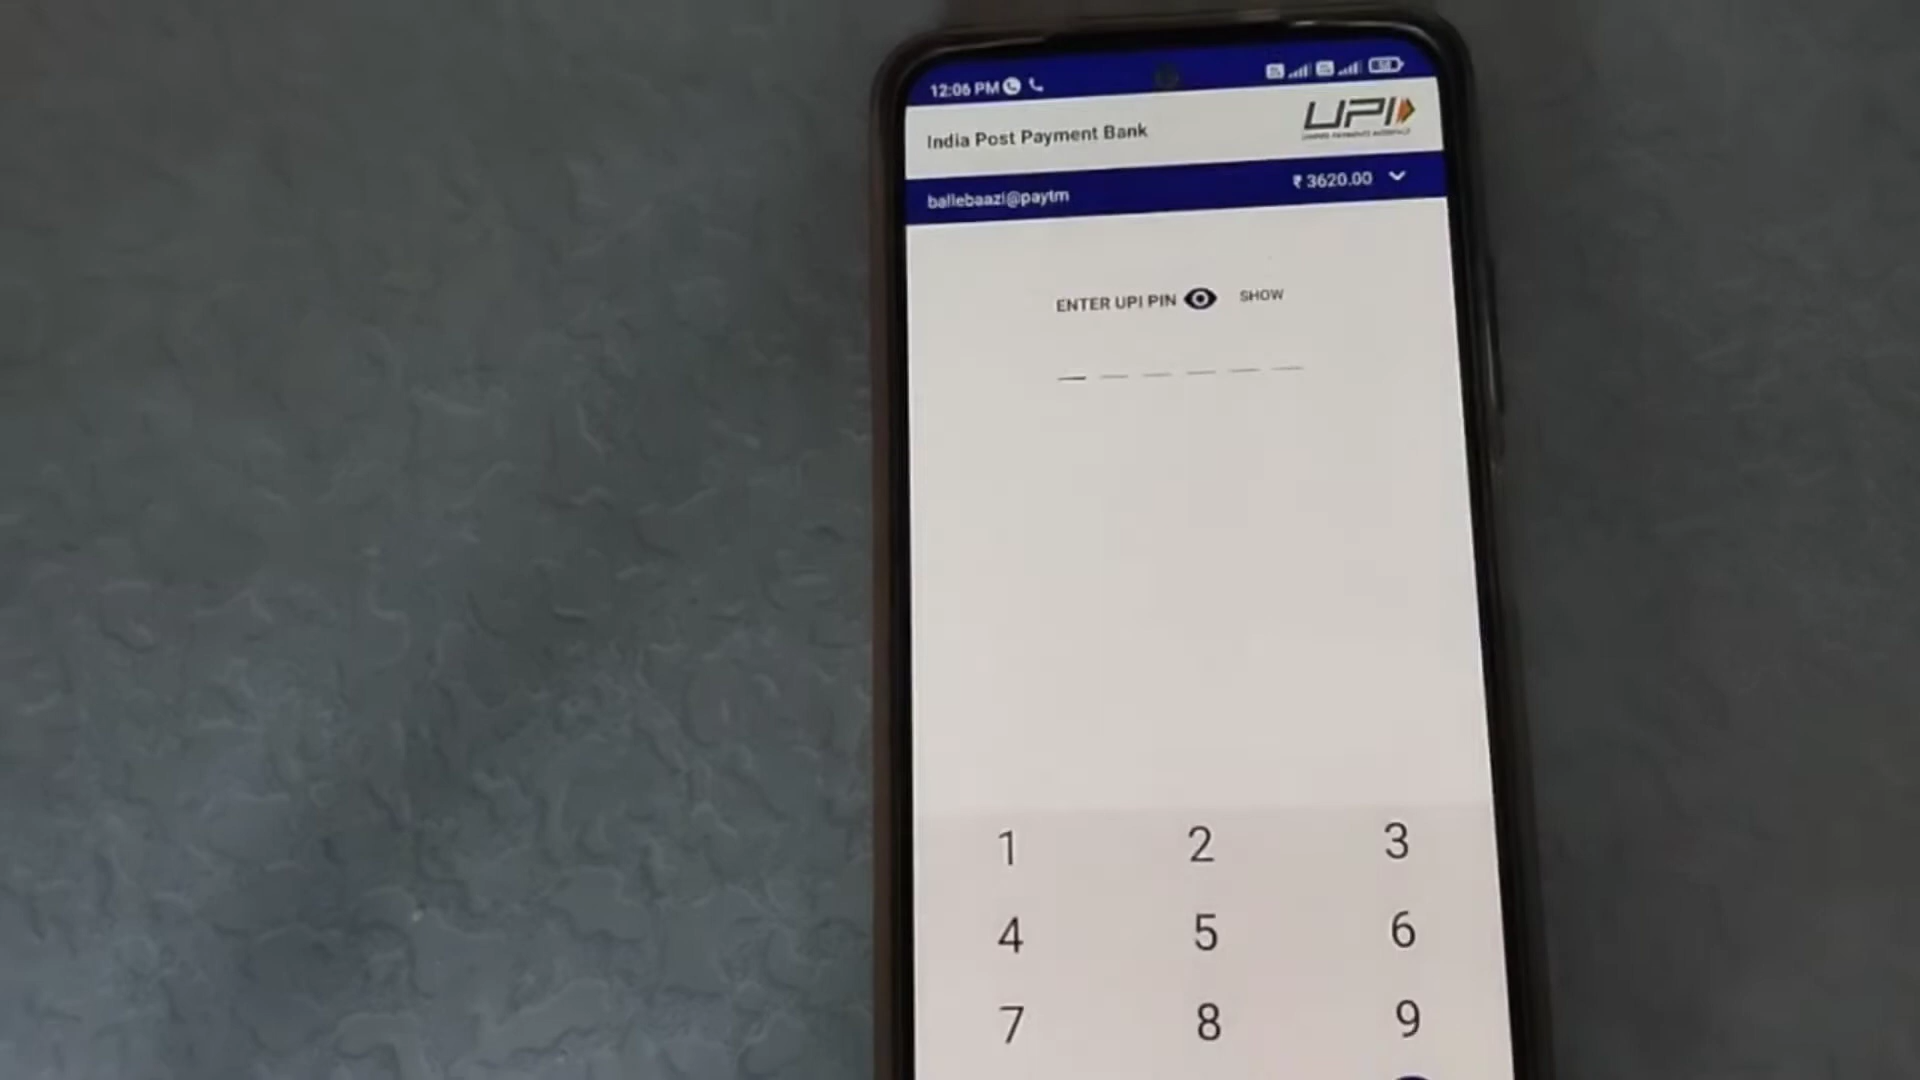 12:06 PM
India Post Payment Bank
UPI
ballebaazi@paytm
₹ 3620.00
ENTER UPI PIN
SHOW
1 2 3
4 5 6
7 8 9